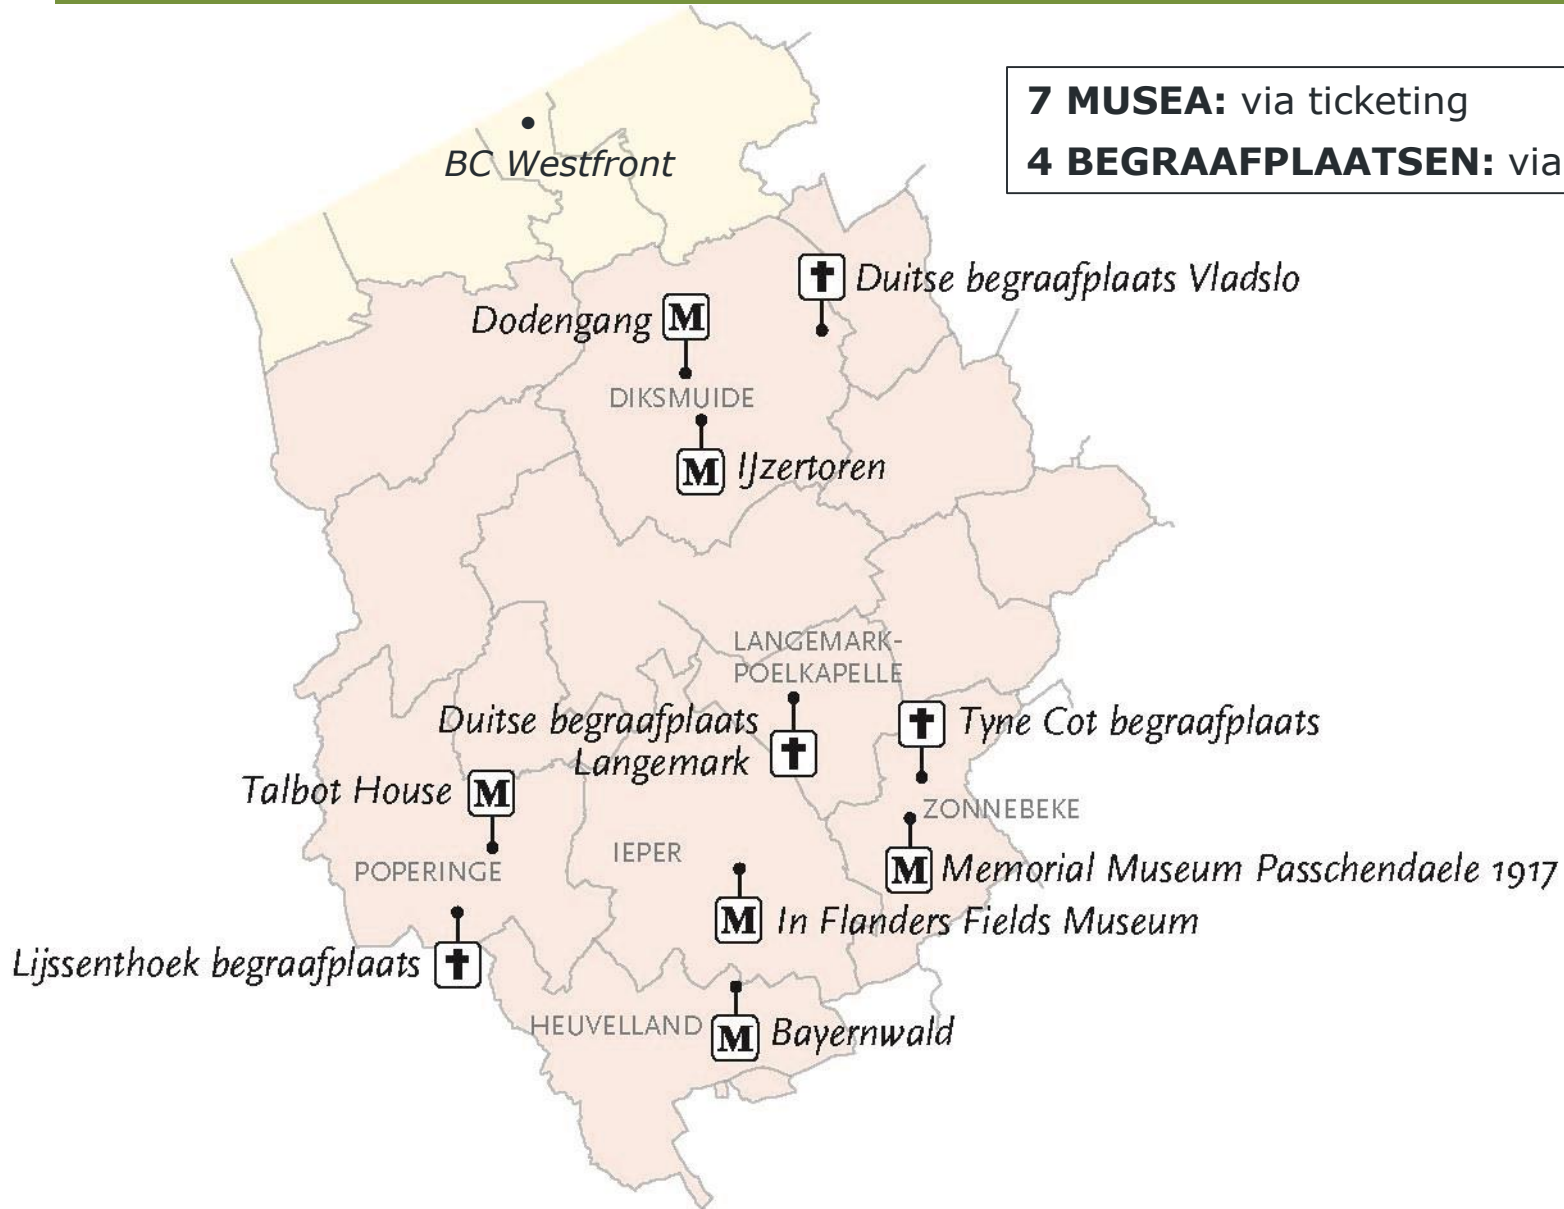 7 MUSEA: via ticketing
4 BEGRAAFPLAATSEN: via
BC Westfront
Duitse begraafplaats Vladslo
Dodengang M
DIKSMUIDE
M IJzertoren
LANGEMARK-
POELKAPELLE
Duitse begraafplaats
Langemark
Tyne Cot begraafplaats
Talbot House M
ZONNEBEKE
IEPER
POPERINGE
M Memorial Museum Passchendaele 1917
M In Flanders Fields Museum
Lijssenthoek begraafplaats
HEUVELLAND
M Bayernwald